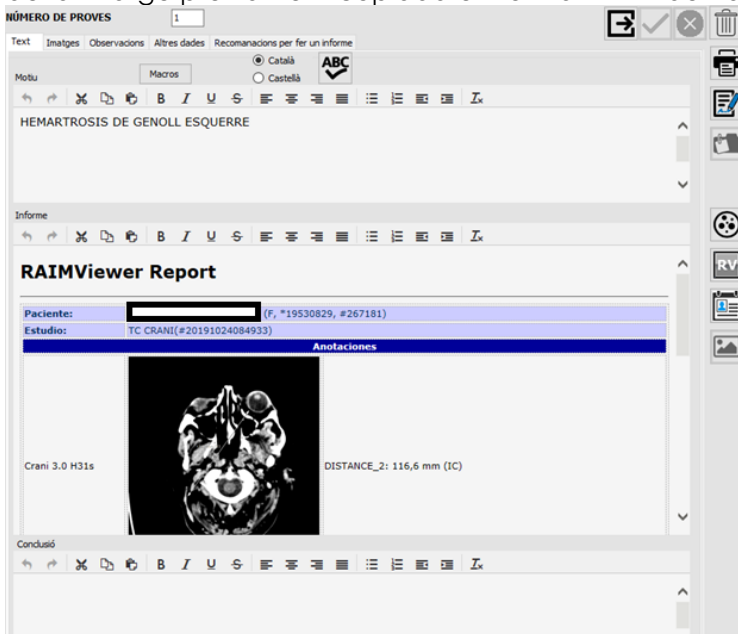 NÚMERO DE PROVES 1
Text Imatges Observacions Altres dades Recomanacions per fer un informe
Motiu Macros Català ABC
Castellà
B I U S
HEMARTROSIS DE GENOLL ESQUERRE
Informe
B I U S
RAIMViewer Report
Paciente: (F, *19530829, #267181)
Estudio: TC CRANI(#20191024084933)
Anotaciones
Crani 3.0 H31s DISTANCE_2: 116,6 mm (IC)
RV
Conclusió
B I U S